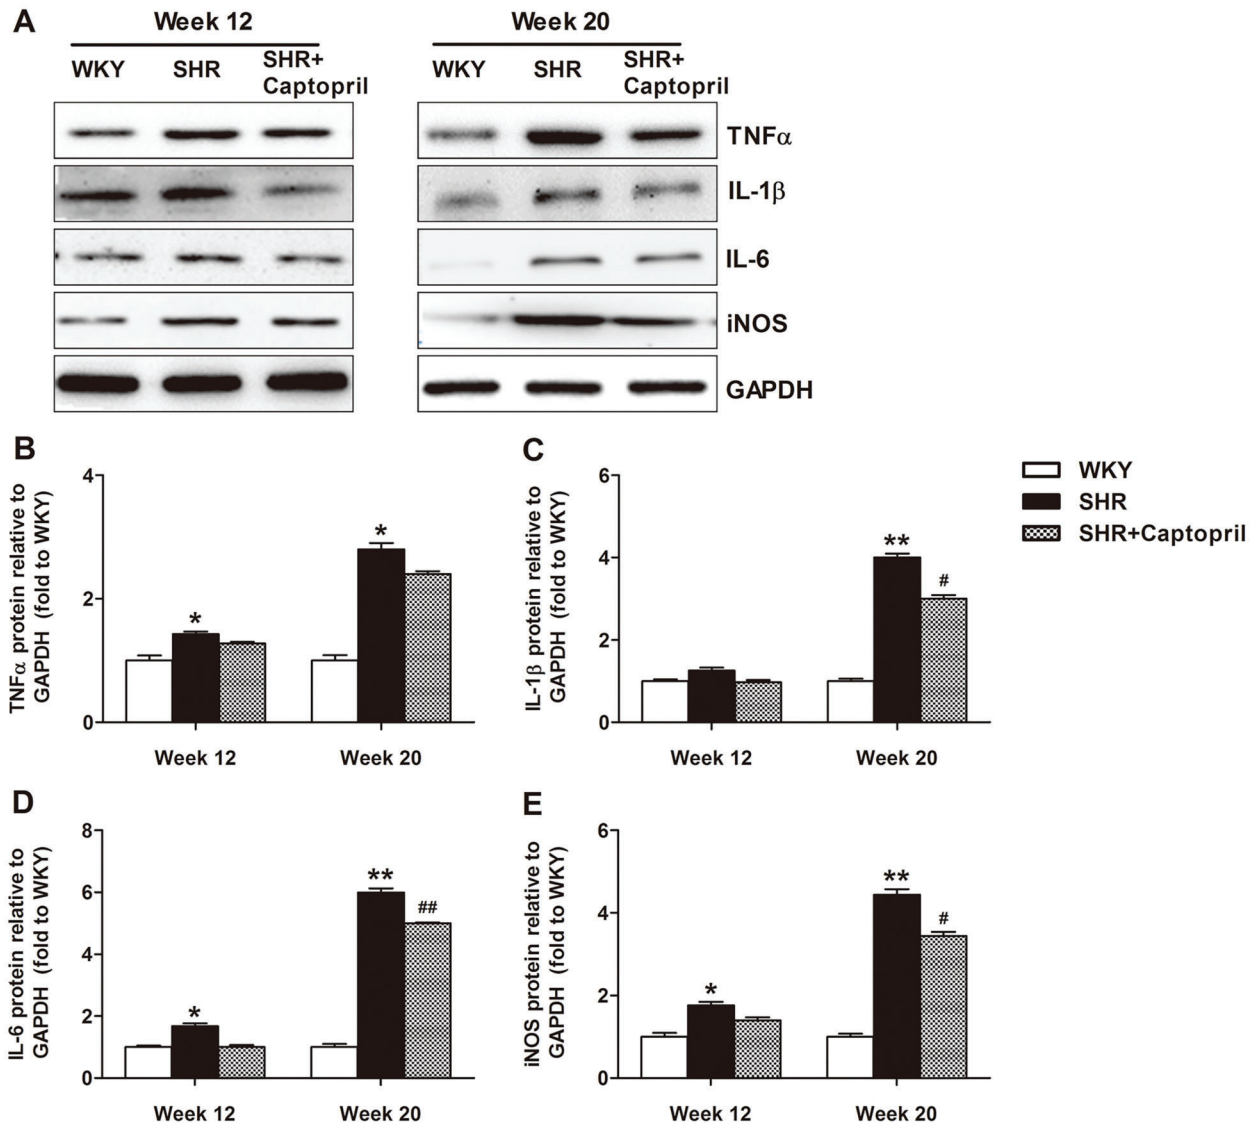 A
Week 12
Week 20
WKY
SHR
SHR+
Captopril
WKY
SHR
SHR+
Captopril
TNFα
IL-1β
IL-6
iNOS
GAPDH
B
TNFα protein relative to
GAPDH (fold to WKY)
4
2
0
*
*
Week 12
Week 20
C
IL-1β protein relative to
GAPDH (fold to WKY)
6
4
2
0
**
#
Week 12
Week 20
WKY
SHR
SHR+Captopril
D
IL-6 protein relative to
GAPDH (fold to WKY)
8
6
4
2
0
*
**
##
Week 12
Week 20
E
iNOS protein relative to
GAPDH (fold to WKY)
6
4
2
0
*
**
#
Week 12
Week 20